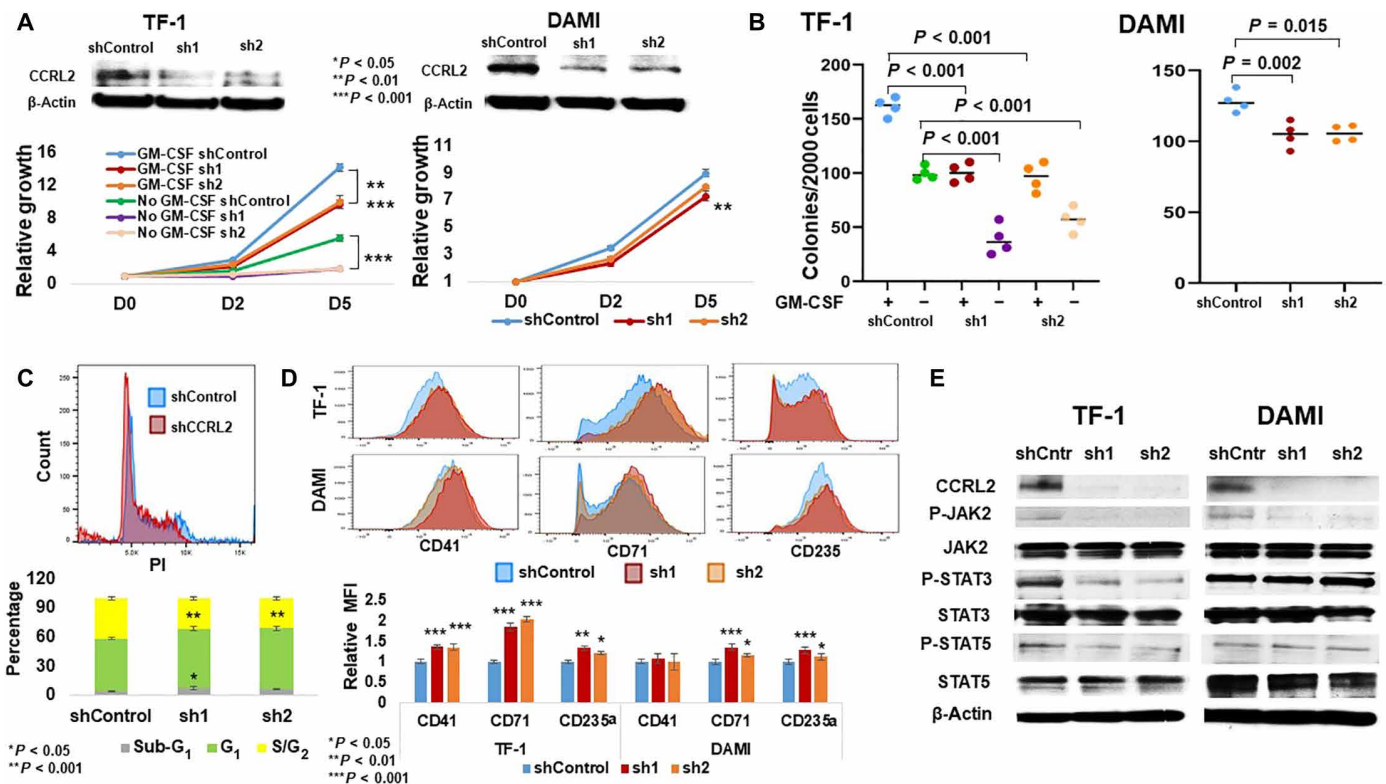 A
TF-1
shControl sh1 sh2
CCRL2
β-Actin
*P < 0.05
**P < 0.01
***P < 0.001
DAMI
shControl sh1 sh2
CCRL2
β-Actin
Relative growth
16
12
8
4
0
GM-CSF shControl
GM-CSF sh1
GM-CSF sh2
No GM-CSF shControl
No GM-CSF sh1
No GM-CSF sh2
**
***
***
D0 D2 D5
Relative growth
11
9
7
5
3
1
**
D0 D2 D5
shControl sh1 sh2
B
TF-1
P < 0.001
P < 0.001
P < 0.001
P < 0.001
Colonies/2000 cells
200
150
100
50
0
GM-CSF + − + − + −
shControl sh1 sh2
DAMI
P = 0.015
P = 0.002
150
100
50
0
shControl sh1 sh2
C
Count
250
200
150
100
50
0
shControl
shCCRL2
5.0K 10K 15K
PI
Percentage
120
90
60
30
0
** **
*
shControl sh1 sh2
Sub-G1 G1 S/G2
*P < 0.05
**P < 0.001
D
TF-1
DAMI
CD41 CD71 CD235
shControl sh1 sh2
Relative MFI
2.5
2
1.5
1
0.5
0
*** *** *** *** ** * *** * *** *
CD41 CD71 CD235a CD41 CD71 CD235a
TF-1 DAMI
*P < 0.05
**P < 0.01
***P < 0.001
shControl sh1 sh2
E
TF-1 DAMI
shCntr sh1 sh2 shCntr sh1 sh2
CCRL2
P-JAK2
JAK2
P-STAT3
STAT3
P-STAT5
STAT5
β-Actin